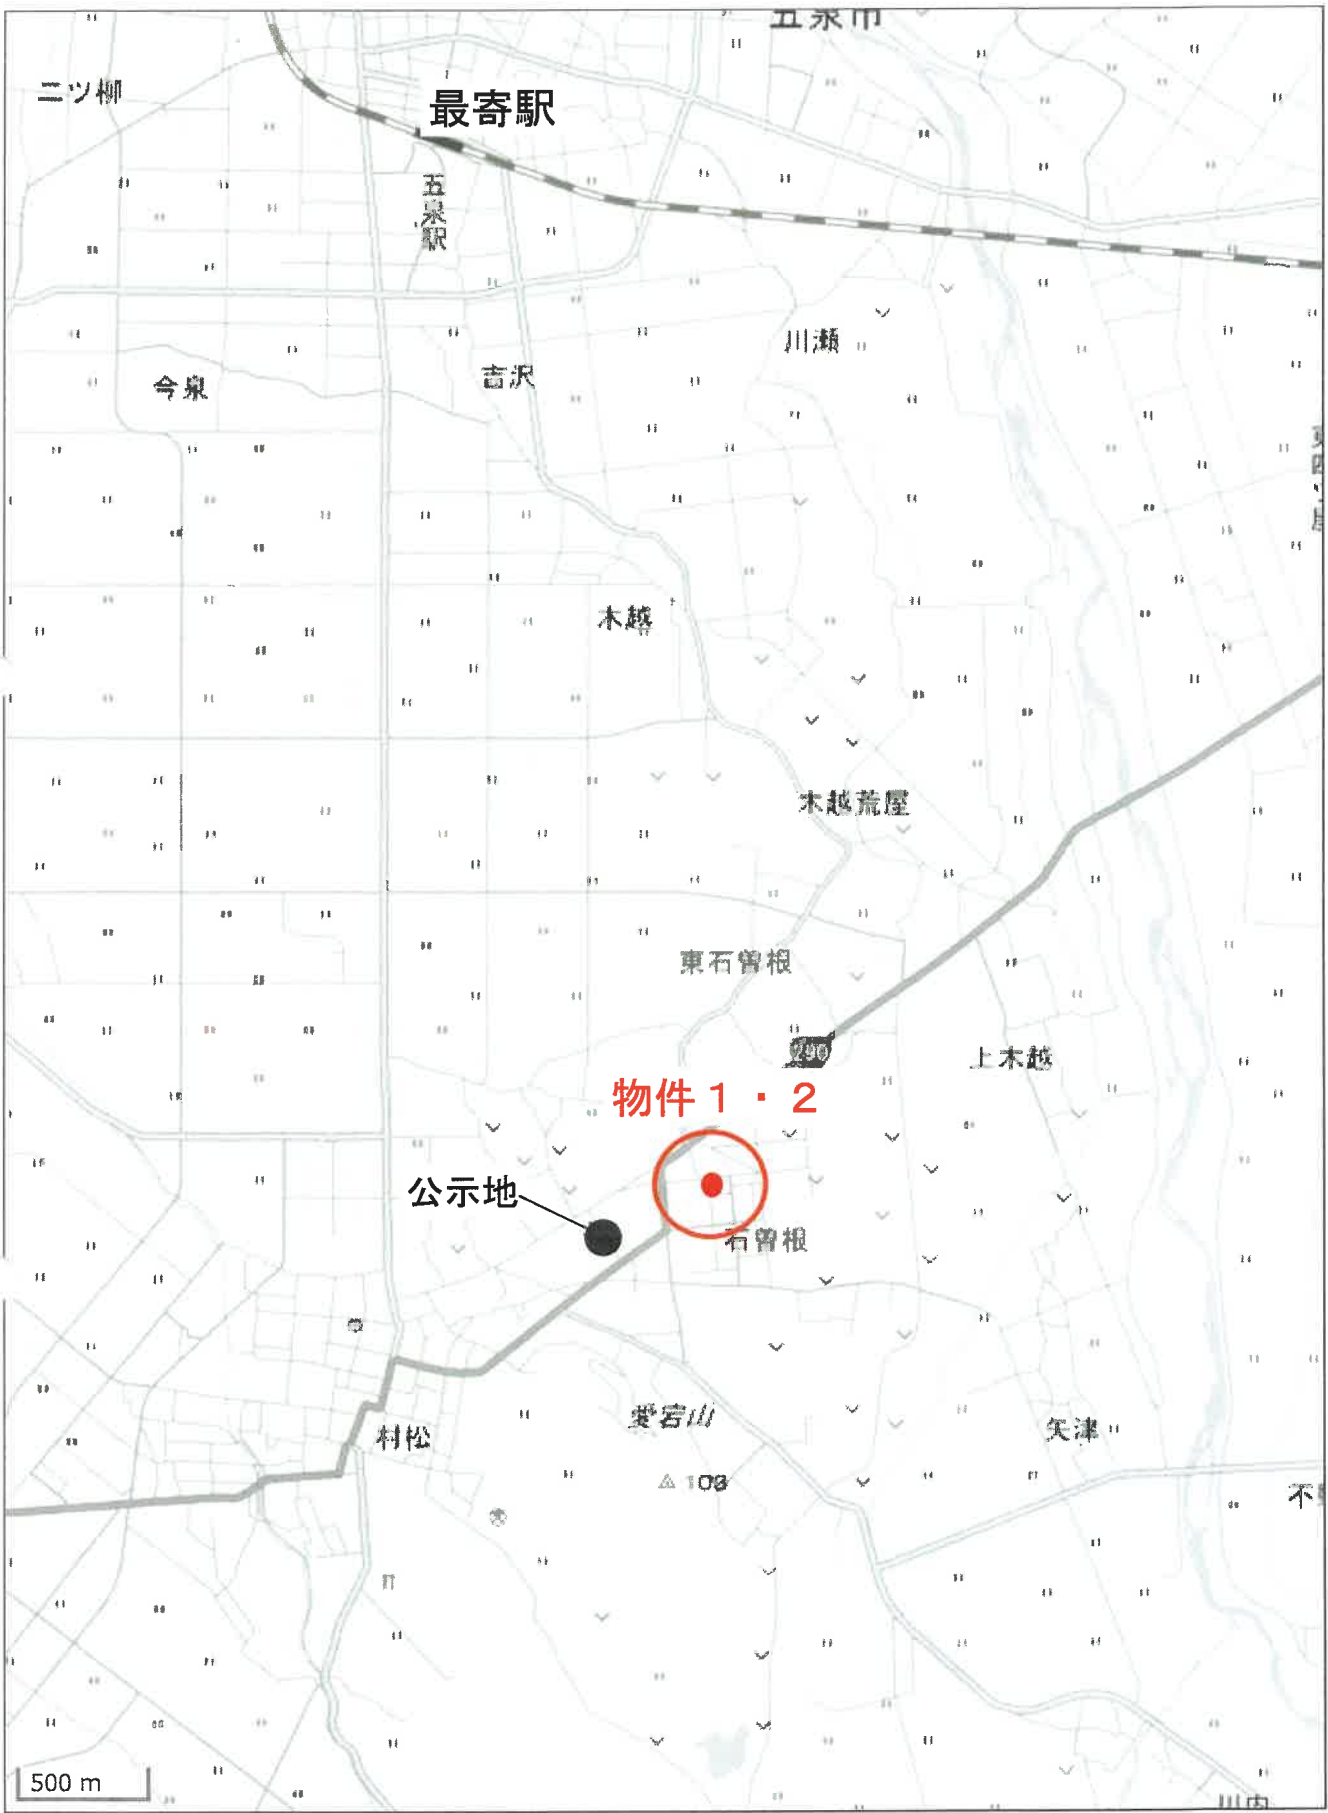 五泉市
二ツ柳
最寄駅
五泉駅
川瀬
吉沢
今泉
木越
木越荒屋
東石曽根
290
上木越
物件1・2
公示地
石曽根
愛宕山
村松
矢津
103
500 m
川内